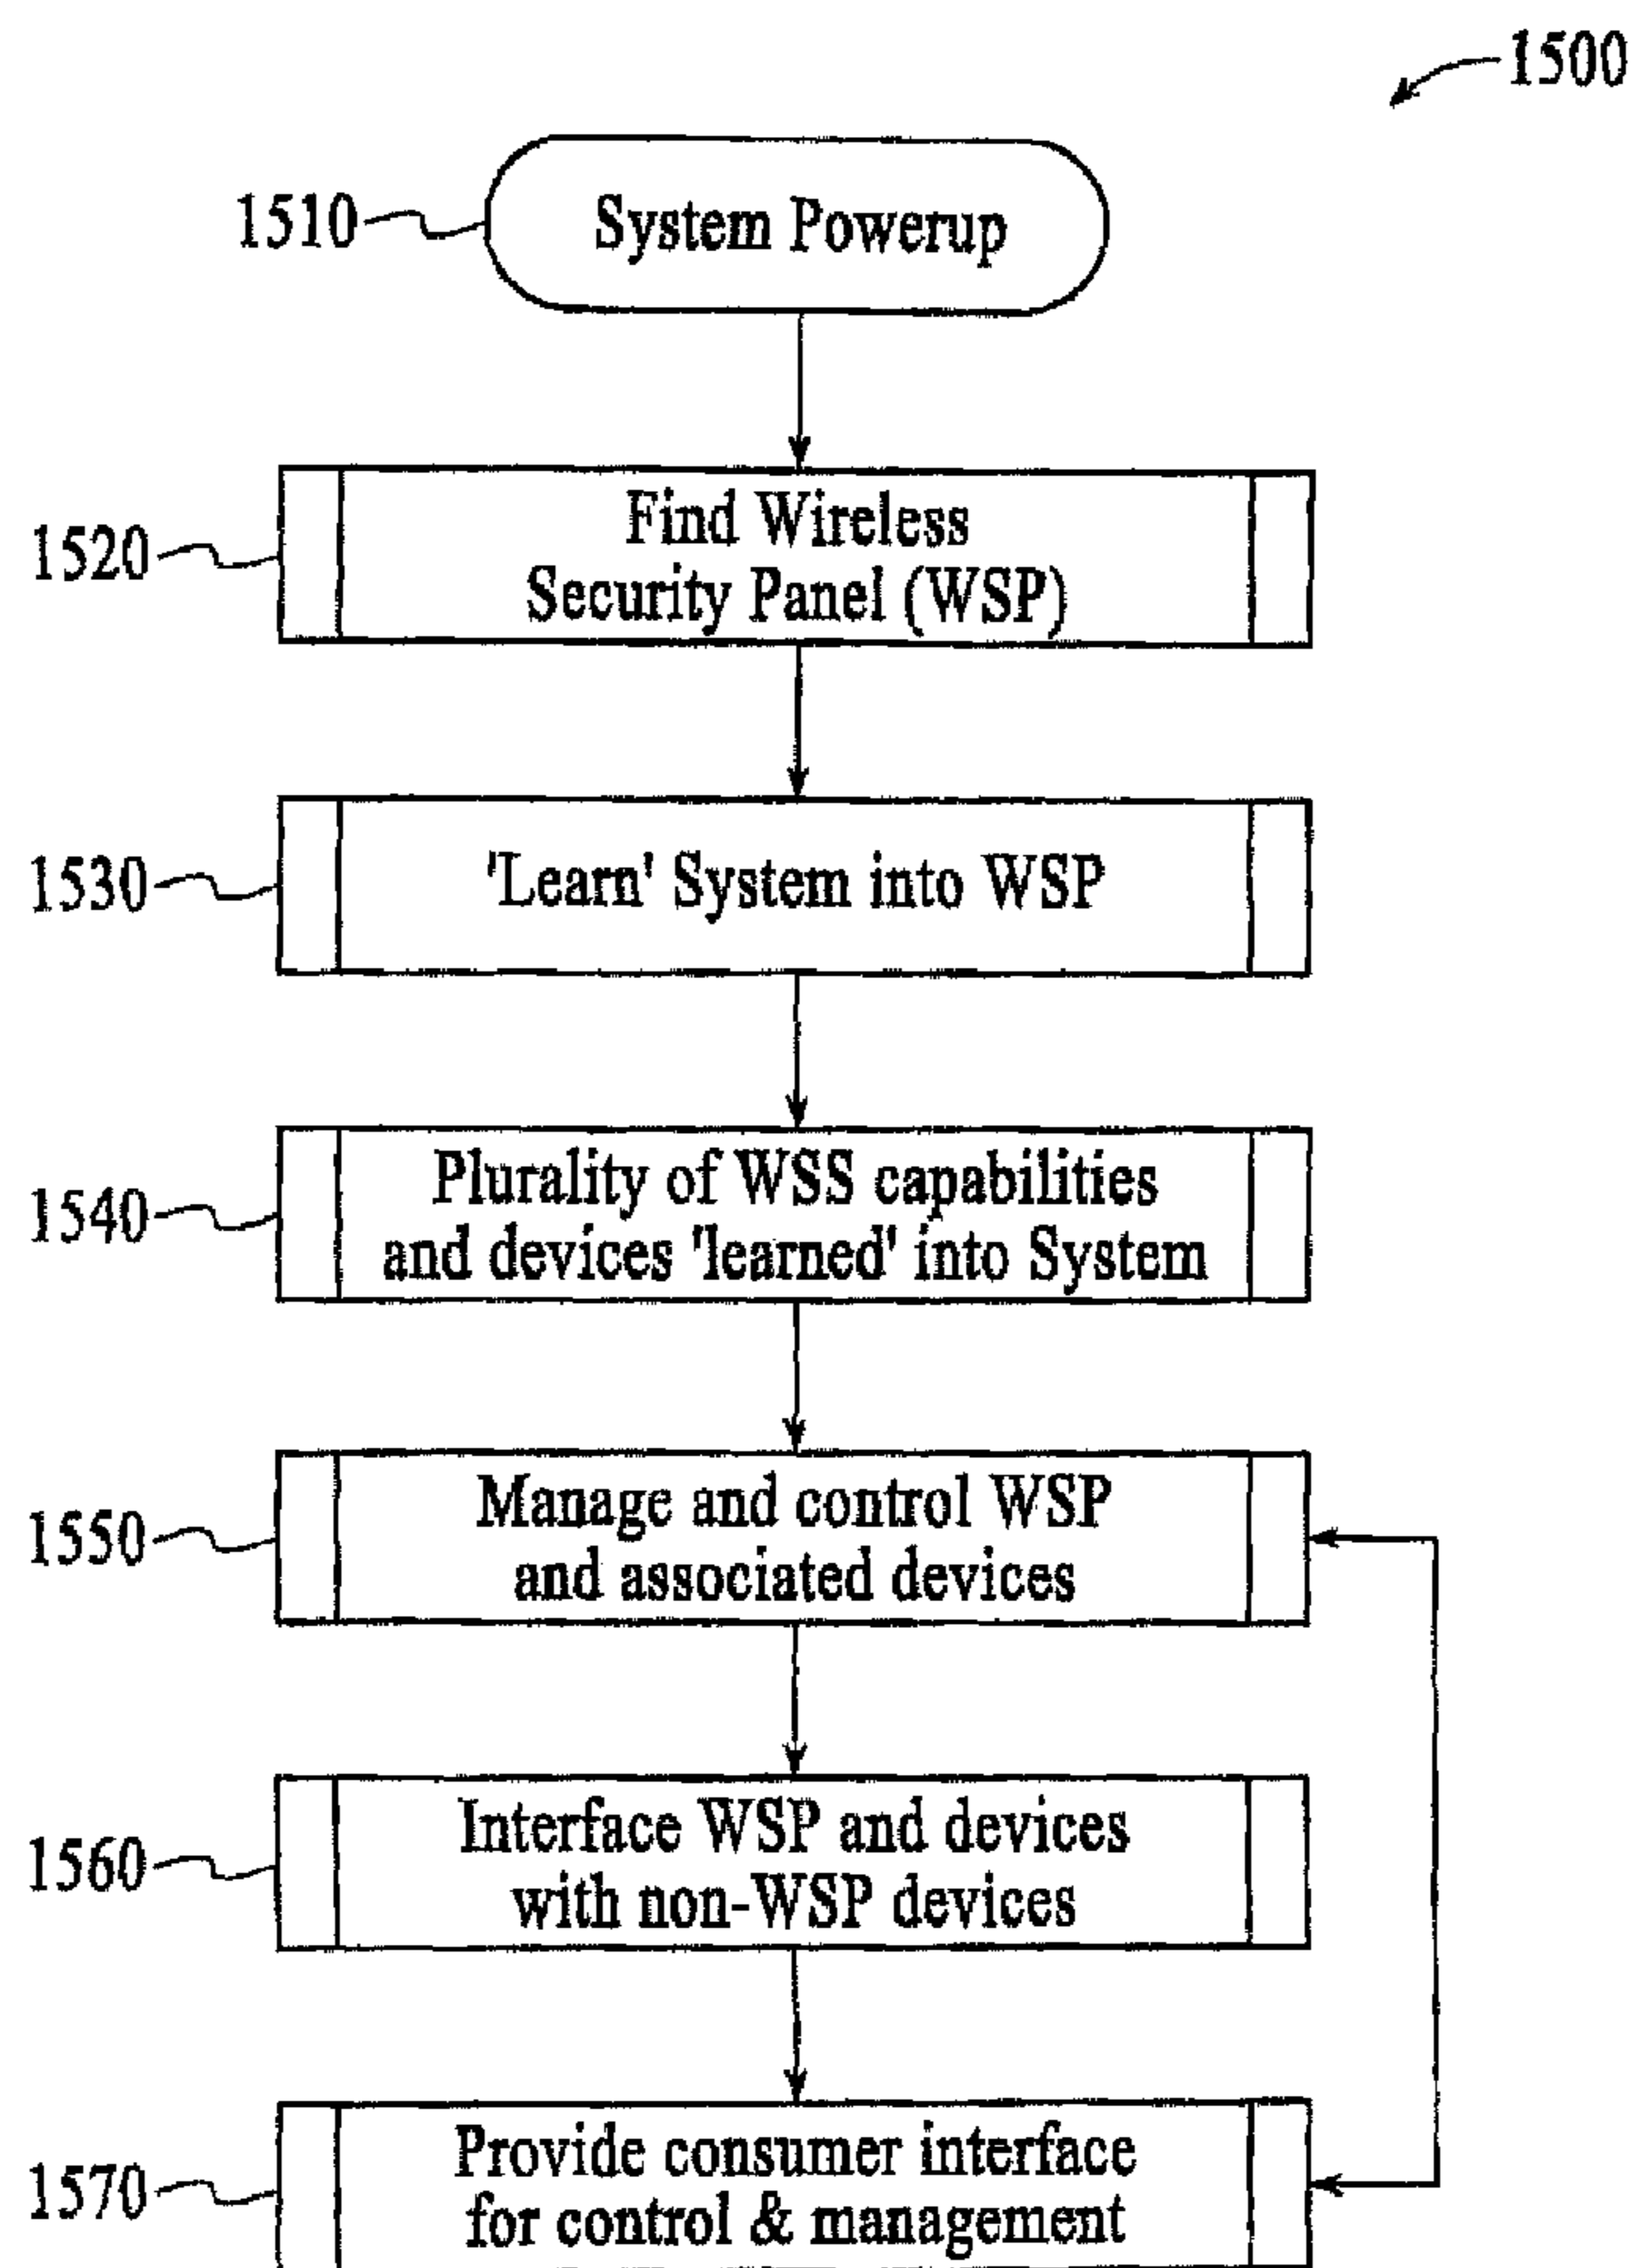 1500
1510
System Powerup
1520
Find Wireless
Security Panel (WSP)
1530
'Learn' System into WSP
1540
Plurality of WSS capabilities
and devices 'learned' into System
1550
Manage and control WSP
and associated devices
1560
Interface WSP and devices
with non-WSP devices
1570
Provide consumer interface
for control & management